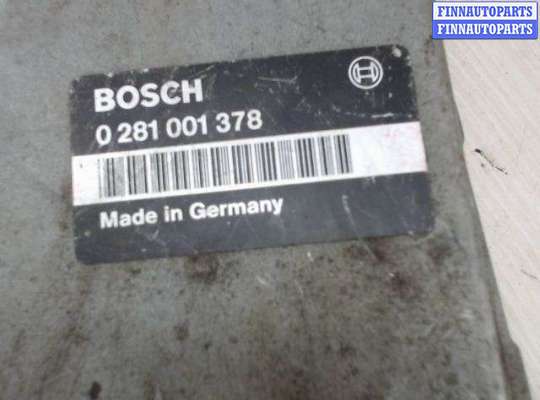 FINNAUTOPARTS
FINNAUTOPARTS
BOSCH
0 281 001 378
Made in Germany